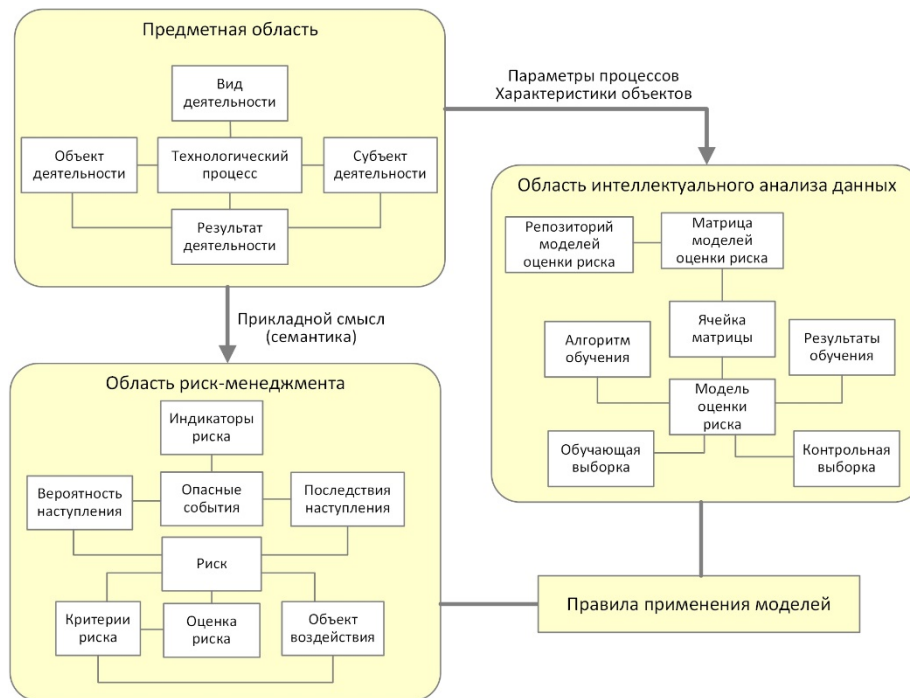 Предметная область
Вид
деятельности
Объект
деятельности
Технологический
процесс
Субъект
деятельности
Результат
деятельности
Параметры процессов
Характеристики объектов
Область интеллектуального анализа данных
Репозиторий
моделей
оценки риска
Матрица
моделей
оценки риска
Ячейка
матрицы
Алгоритм
обучения
Результаты
обучения
Модель
оценки
риска
Обучающая
выборка
Контрольная
выборка
Прикладной смысл
(семантика)
Область риск-менеджмента
Индикаторы
риска
Вероятность
наступления
Опасные
события
Последствия
наступления
Риск
Критерии
риска
Оценка
риска
Объект
воздействия
Правила применения моделей